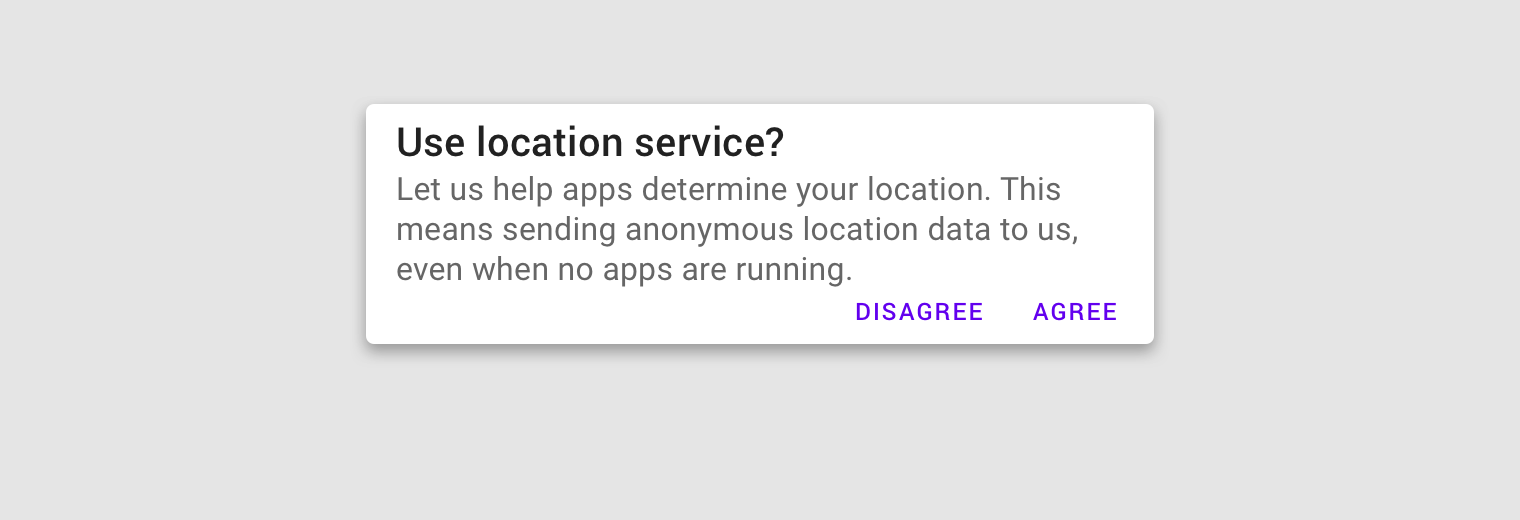 Use location service?
Let us help apps determine your location. This
means sending anonymous location data to us,
even when no apps are running.
DISAGREE AGREE